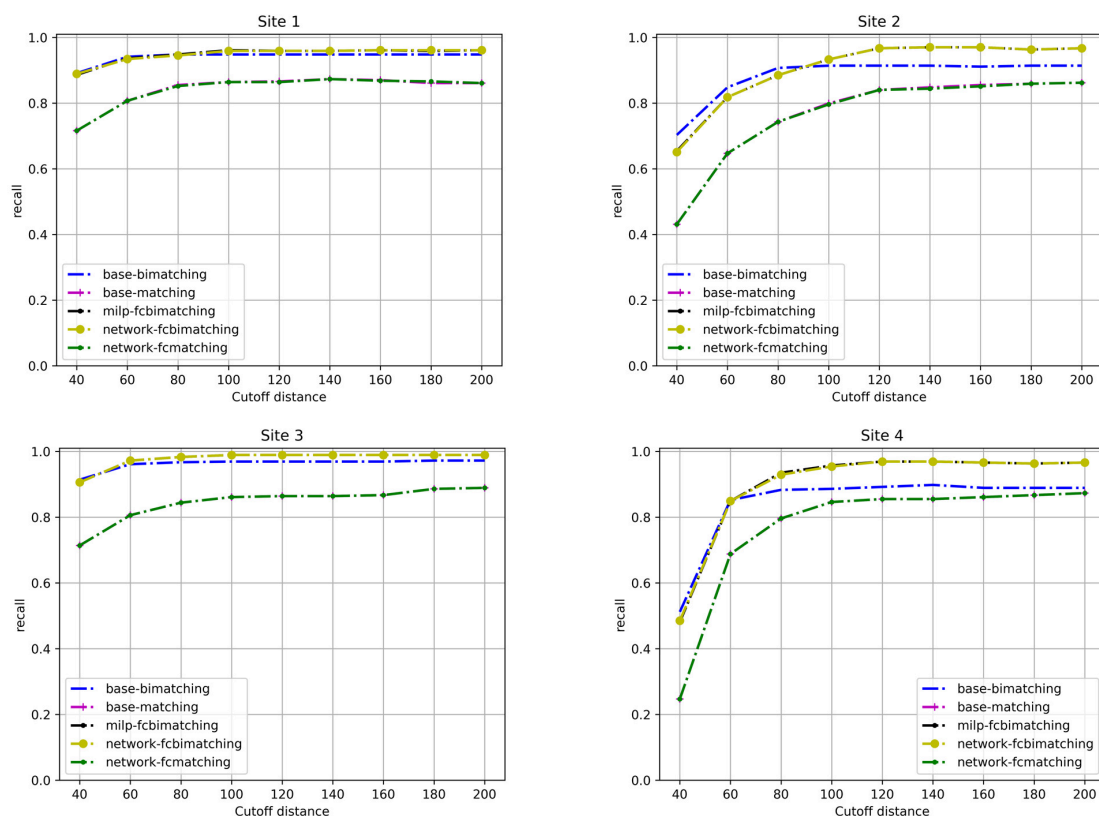 Site 1
1.0
0.8
0.6
0.4
0.2
0.0
recall
base-bimatching
base-matching
milp-fcbimatching
network-fcbimatching
network-fcmatching
40 60 80 100 120 140 160 180 200
Cutoff distance
Site 2
1.0
0.8
0.6
0.4
0.2
0.0
recall
base-bimatching
base-matching
milp-fcbimatching
network-fcbimatching
network-fcmatching
40 60 80 100 120 140 160 180 200
Cutoff distance
Site 3
1.0
0.8
0.6
0.4
0.2
0.0
recall
base-bimatching
base-matching
milp-fcbimatching
network-fcbimatching
network-fcmatching
40 60 80 100 120 140 160 180 200
Cutoff distance
Site 4
1.0
0.8
0.6
0.4
0.2
0.0
recall
base-bimatching
base-matching
milp-fcbimatching
network-fcbimatching
network-fcmatching
40 60 80 100 120 140 160 180 200
Cutoff distance